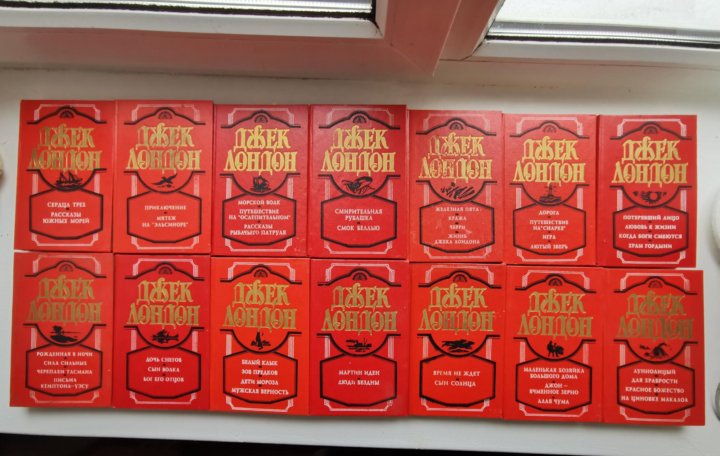 ДЖЕК
ЛОНДОН
СЕРДЦА ТРЕХ
РАССКАЗЫ
ЮЖНЫХ МОРЕЙ
ДЖЕК
ЛОНДОН
ПРИКЛЮЧЕНИЕ
МЯТЕЖ
НА "ЭЛЬСИНОРЕ"
ДЖЕК
ЛОНДОН
МОРСКОЙ ВОЛК
ПУТЕШЕСТВИЕ
НА "ОСЛЕПИТЕЛЬНОМ"
РАССКАЗЫ
РЫБАЧЬЕГО ПАТРУЛЯ
ДЖЕК
ЛОНДОН
СМИРИТЕЛЬНАЯ
РУБАШКА
СМОК БЕЛЛЬЮ
ДЖЕК
ЛОНДОН
ЖЕЛЕЗНАЯ ПЯТА
КРАЖА
ЧЕРРИ
ЖИЗНЬ
ДЖЕКА ЛОНДОНА
ДЖЕК
ЛОНДОН
ДОРОГА
ПУТЕШЕСТВИЕ
НА "СНАРКЕ"
ИГРА
ЛЮТЫЙ ЗВЕРЬ
ДЖЕК
ЛОНДОН
ПОТЕРЯВШИЙ ЛИЦО
ЛЮБОВЬ К ЖИЗНИ
КОГДА БОГИ СМЕЮТСЯ
ХРАМ ГОРДЫНИ
ДЖЕК
ЛОНДОН
РОЖДЕННАЯ В НОЧИ
СИЛА СИЛЬНЫХ
ЧЕРЕПАХИ ТАСМАНА
ПИСЬМА
КЕМПТОНА-УЭСУ
ДЖЕК
ЛОНДОН
ДОЧЬ СНЕГОВ
СЫН ВОЛКА
БОГ ЕГО ОТЦОВ
ДЖЕК
ЛОНДОН
БЕЛЫЙ КЛЫК
ЗОВ ПРЕДКОВ
ДЕТИ МОРОЗА
МУЖСКАЯ ВЕРНОСТЬ
ДЖЕК
ЛОНДОН
МАРТИН ИДЕН
ЛЮДИ БЕЗДНЫ
ДЖЕК
ЛОНДОН
ВРЕМЯ НЕ ЖДЕТ
СЫН СОЛНЦА
ДЖЕК
ЛОНДОН
МАЛЕНЬКАЯ ХОЗЯЙКА
БОЛЬШОГО ДОМА
ДЖОН —
ЯЧМЕННОЕ ЗЕРНО
АЛАЯ ЧУМА
ДЖЕК
ЛОНДОН
ЛУННОЛИЦЫЙ
ДЛЯ ХРАБРОСТИ
КРАСНОЕ БОЖЕСТВО
НА ЦИНОВКЕ МАКАЛОА